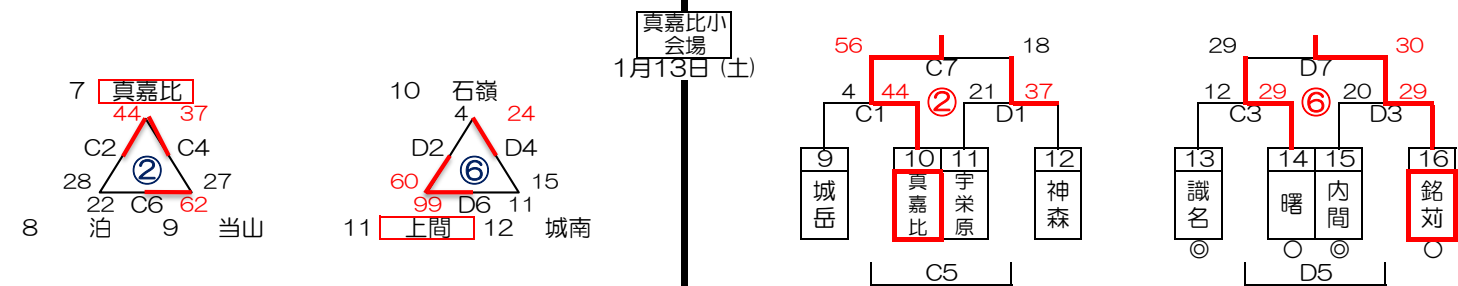 真嘉比小
会場
1月13日（土）
7 真嘉比
44 37
C2 C4
②
28 27
22 C6 62
8 泊 9 当山
10 石嶺
4 24
D2 D4
⑥
60 15
99 D6 11
11 上間 12 城南
56 18
C7
4 44 ② 21 37
C1 D1
9 10 11 12
城岳 真嘉比 宇栄原 神森
C5
29 30
D7
12 29 ⑥ 20 29
C3 D3
13 14 15 16
識名 曙 内間 銘苅
◎ ○ ◎ ○
D5